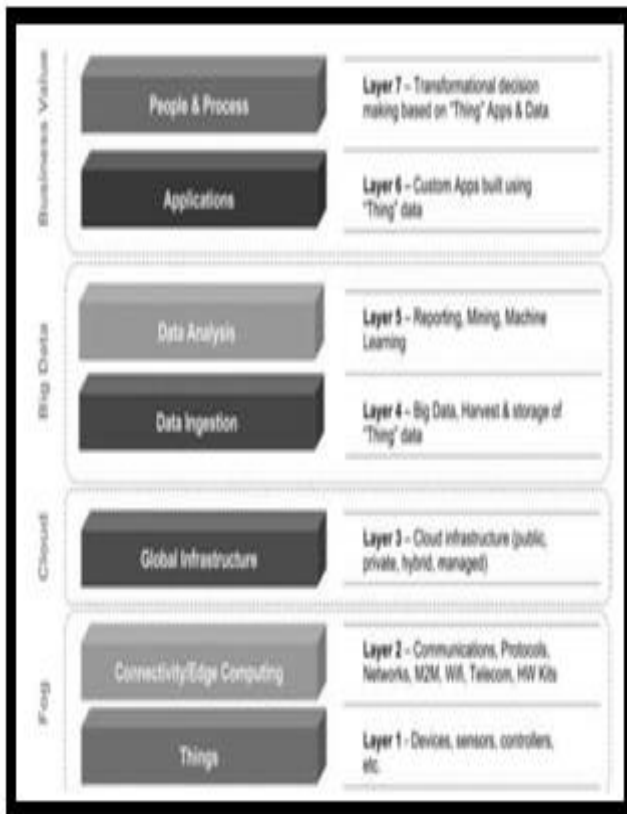 Business Value
People & Process
Layer 7 – Transformational decision
making based on "Thing" Apps & Data
Applications
Layer 6 – Custom Apps built using
"Thing" data
Big Data
Data Analysis
Layer 5 – Reporting, Mining, Machine
Learning
Data Ingestion
Layer 4 – Big Data, Harvest & storage of
"Thing" data
Cloud
Global Infrastructure
Layer 3 – Cloud infrastructure (public,
private, hybrid, managed)
Fog
Connectivity/Edge Computing
Layer 2 – Communications, Protocols,
Networks, M2M, Wifi, Telecom, HW Kits
Things
Layer 1 - Devices, sensors, controllers,
etc.